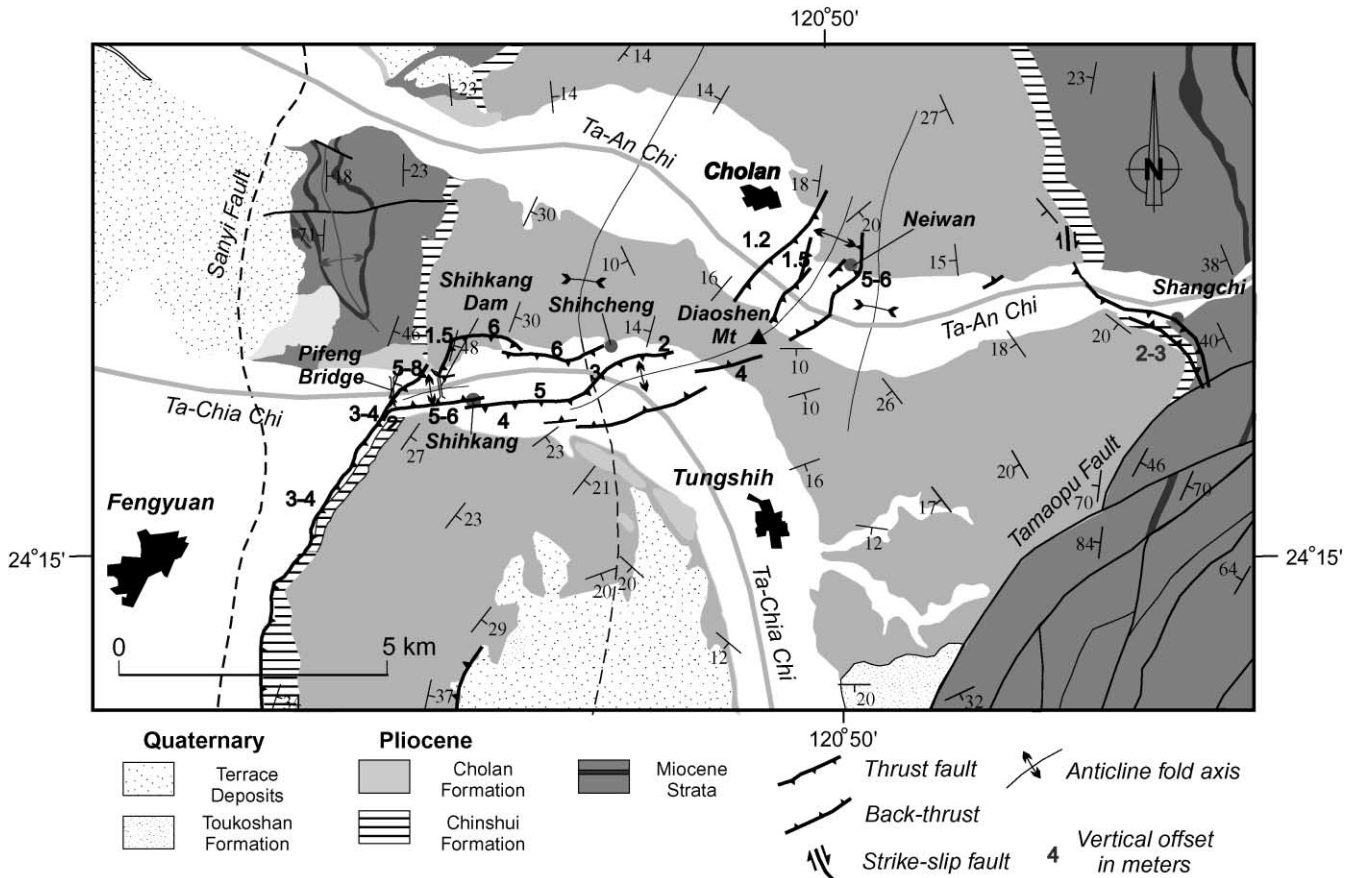 120°50'
14
23
14
14
23
27
Ta-An Chi
Cholan
18
48
23
Sanyi Fault
71
30
20
Neiwan
1.2
1.5
5-6
15
38
Shangchi
10
16
Shihkang
Dam
Shihcheng
Diaoshen
Mt
Ta-An Chi
30
14
46
1.5
6
48
6
2
20
40
2-3
18
Pifeng
Bridge
5-8
3
4
10
Ta-Chia Chi
3-4
2
5-6
5
4
10
26
Shihkang
27
23
Tungshih
16
20
Tamaopu Fault
46
70
70
21
3-4
23
17
Fengyuan
12
84
24°15'
24°15'
20
20
64
Ta-Chia Chi
0
5 km
29
12
37
20
32
N
120°50'
Quaternary
Pliocene
Terrace
Deposits
Cholan
Formation
Miocene
Strata
Thrust fault
Anticline fold axis
Toukoshan
Formation
Chinshui
Formation
Back-thrust
Strike-slip fault
4
Vertical offset
in meters